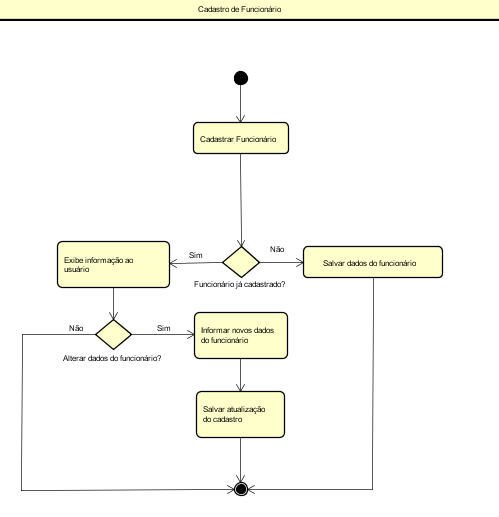 Cadastro de Funcionário
Cadastrar Funcionário
Sim
Não
Exibe informação ao
usuário
Salvar dados do funcionário
Funcionário já cadastrado?
Não
Sim
Informar novos dados
do funcionário
Alterar dados do funcionário?
Salvar atualização
do cadastro